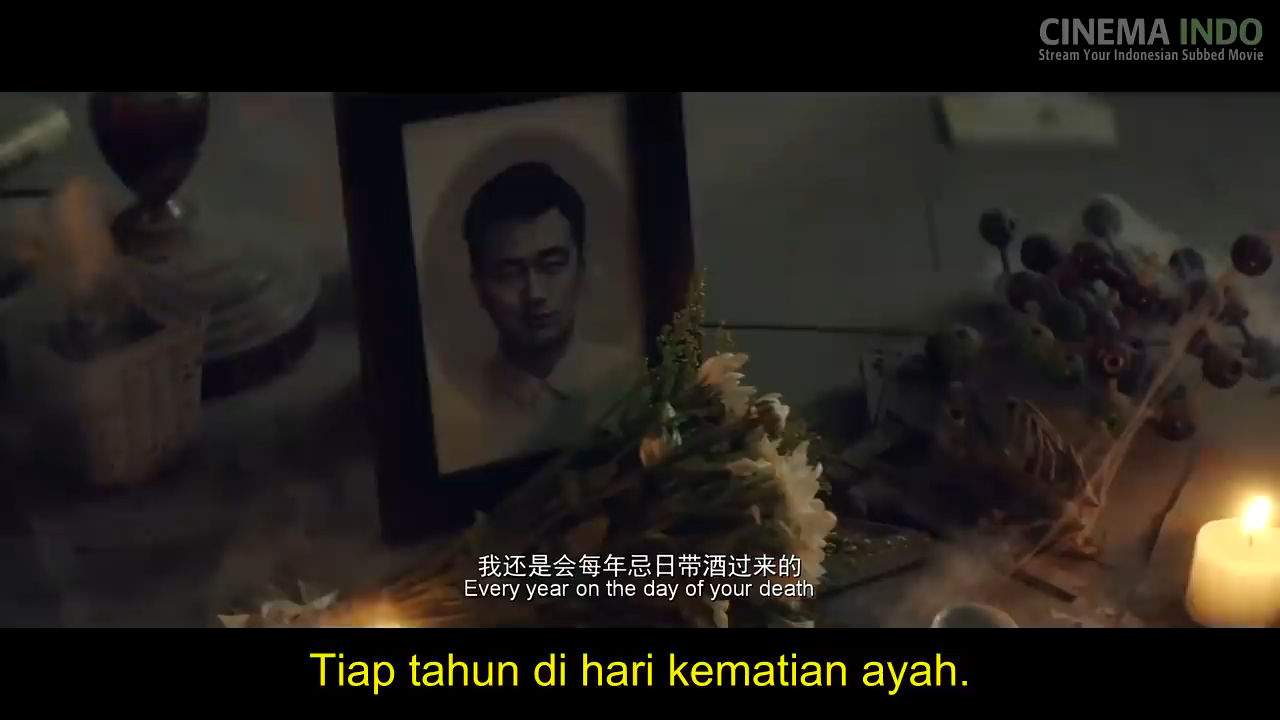 CINEMA INDO
Stream Your Indonesian Subbed Movie
我还是会每年忌日带酒过来的
Every year on the day of your death
Tiap tahun di hari kematian ayah.